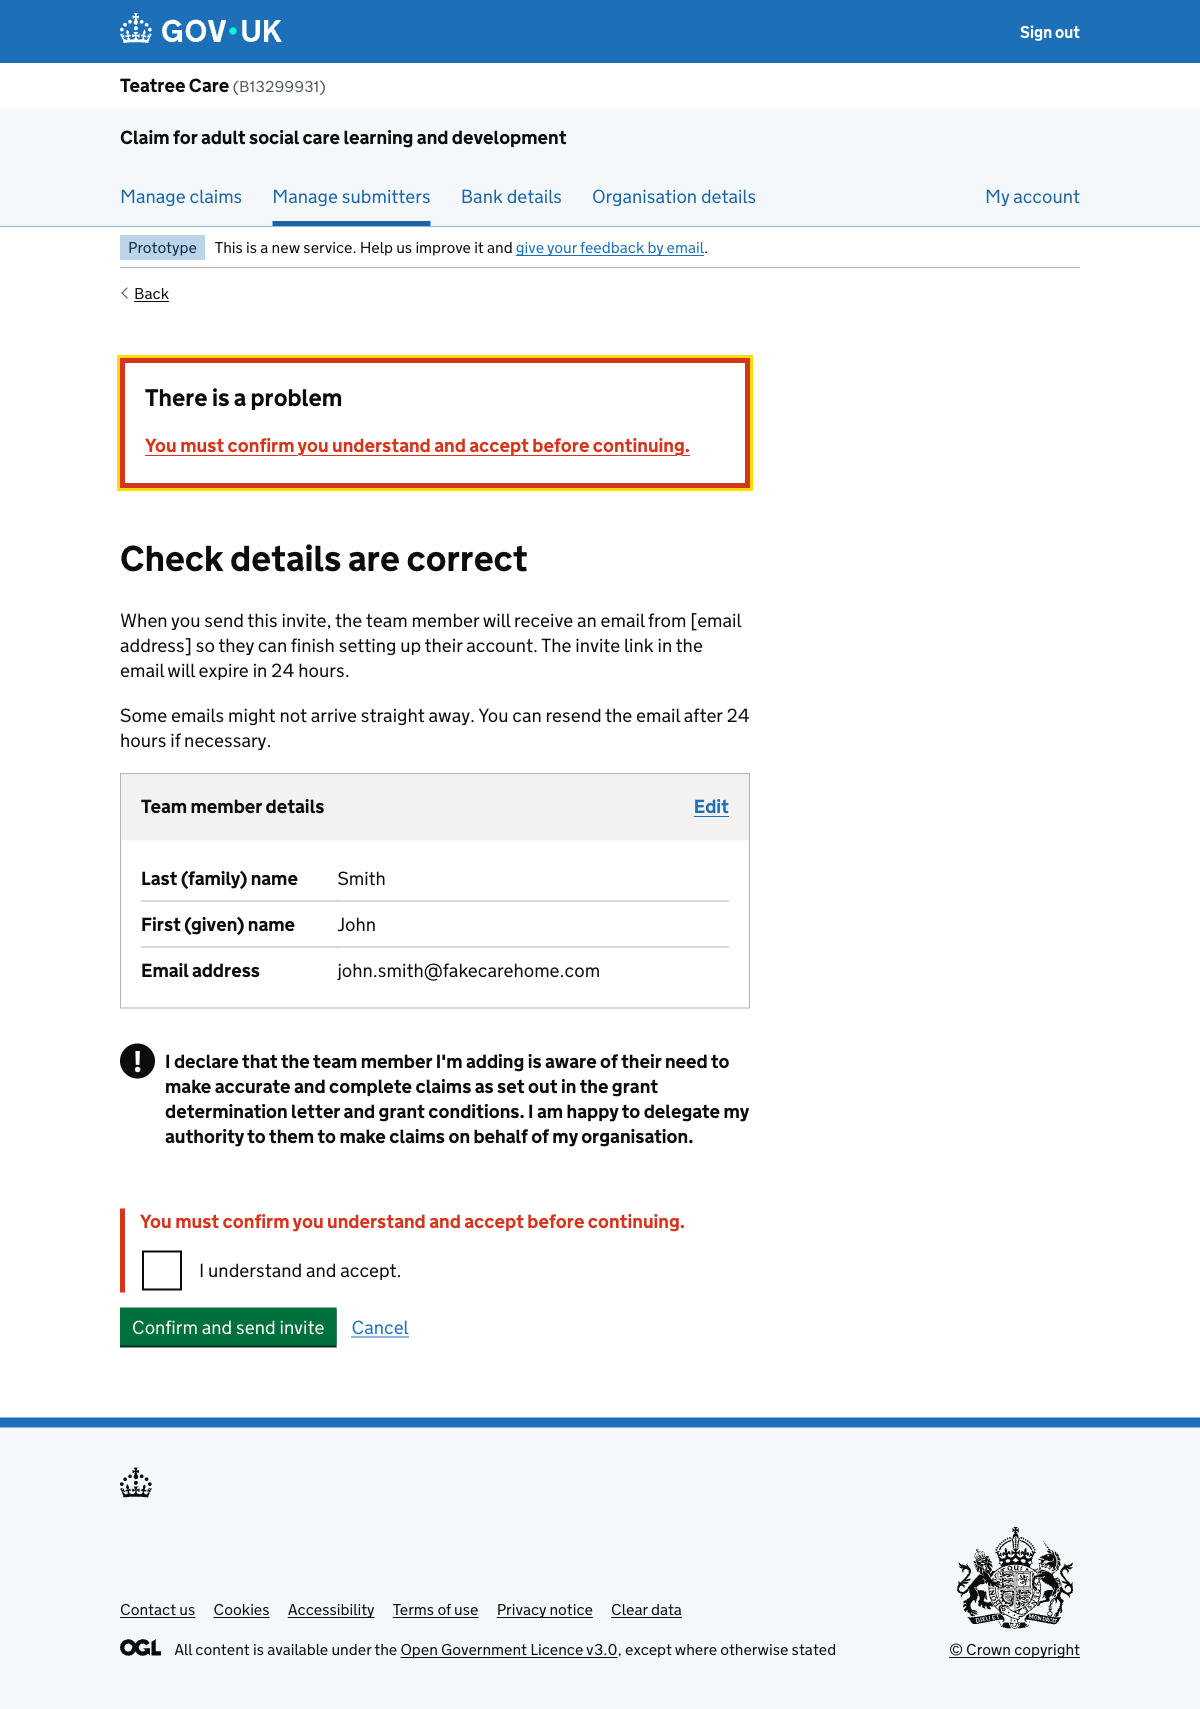 GOV·UK
Sign out
Teatree Care (B13299931)
Claim for adult social care learning and development
Manage claims Manage submitters Bank details Organisation details My account
Prototype This is a new service. Help us improve it and give your feedback by email.
Back
There is a problem
You must confirm you understand and accept before continuing.
Check details are correct
When you send this invite, the team member will receive an email from [email
address] so they can finish setting up their account. The invite link in the
email will expire in 24 hours.
Some emails might not arrive straight away. You can resend the email after 24
hours if necessary.
Team member details Edit
Last (family) name Smith
First (given) name John
Email address john.smith@fakecarehome.com
! I declare that the team member I'm adding is aware of their need to
make accurate and complete claims as set out in the grant
determination letter and grant conditions. I am happy to delegate my
authority to them to make claims on behalf of my organisation.
You must confirm you understand and accept before continuing.
I understand and accept.
Confirm and send invite Cancel
Contact us Cookies Accessibility Terms of use Privacy notice Clear data
OGL All content is available under the Open Government Licence v3.0, except where otherwise stated
© Crown copyright